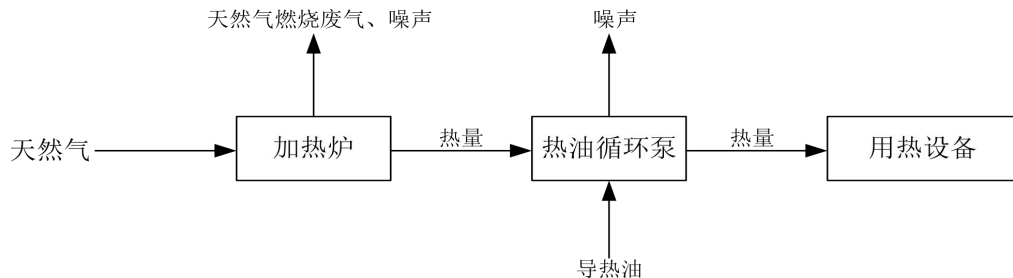 天然气燃烧废气、噪声
噪声
天然气
加热炉
热量
热油循环泵
热量
用热设备
导热油